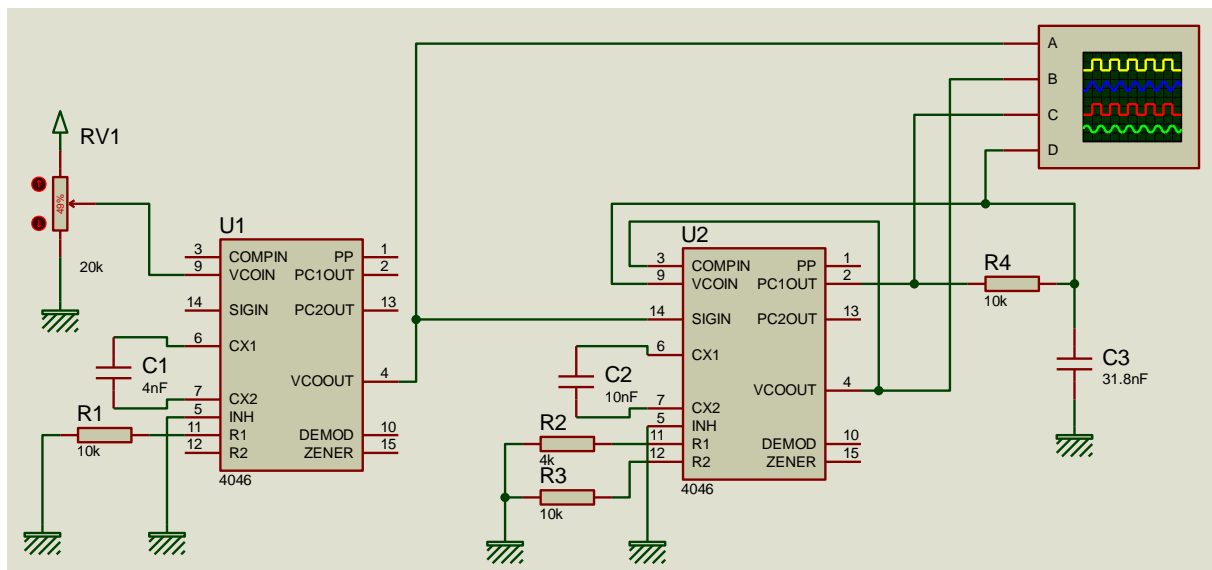 A
B
C
D
RV1
49%
20k
U1
3 COMPIN PP 1
9 VCOIN PC1OUT 2
14 SIGIN PC2OUT 13
6 CX1
VCOOUT 4
7 CX2
5 INH
11 R1 DEMOD 10
12 R2 ZENER 15
4046
C1
4nF
R1
10k
U2
3 COMPIN PP 1
9 VCOIN PC1OUT 2
14 SIGIN PC2OUT 13
6 CX1
VCOOUT 4
7 CX2
5 INH
11 R1 DEMOD 10
12 R2 ZENER 15
4046
C2
10nF
R2
4k
R3
10k
R4
10k
C3
31.8nF